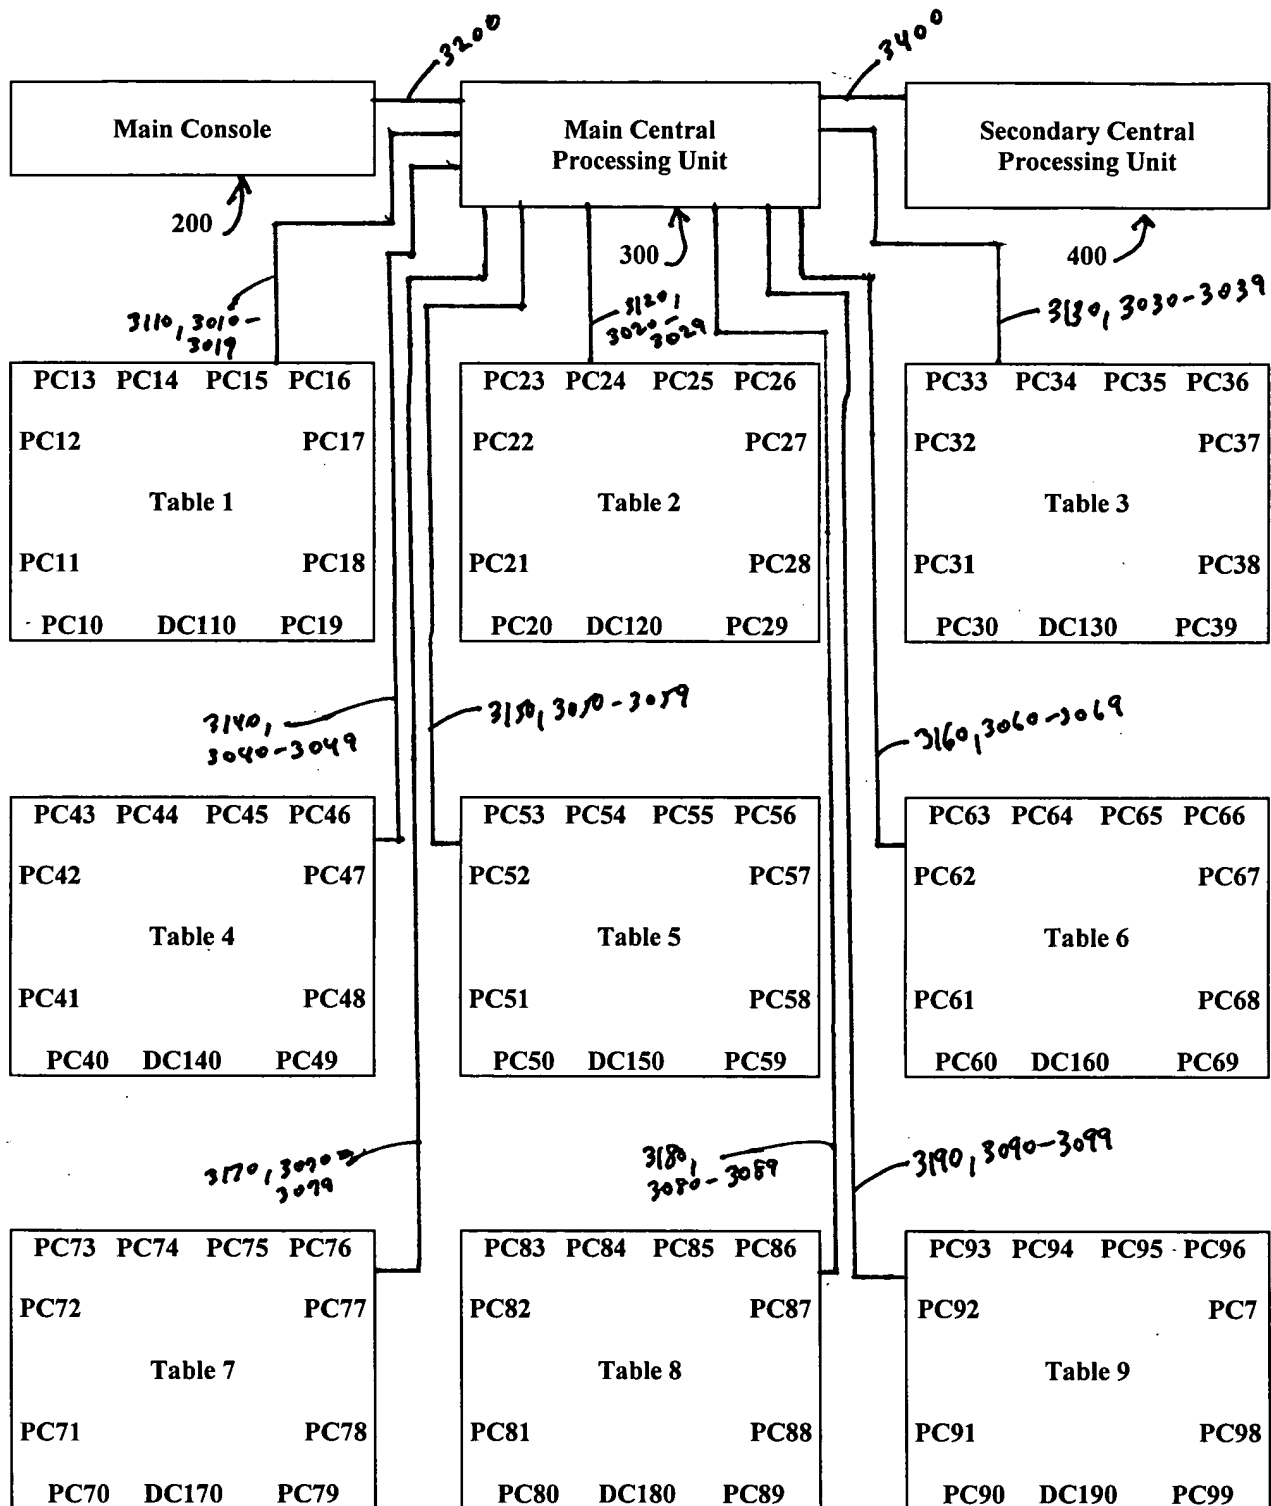 3200
3400
Main Console
Main Central
Processing Unit
Secondary Central
Processing Unit
200
300
400
3110, 3010-
3019
3120,
3020-
3029
3130, 3030-3039
PC13 PC14 PC15 PC16
PC12 PC17
Table 1
PC11 PC18
PC10 DC110 PC19
PC23 PC24 PC25 PC26
PC22 PC27
Table 2
PC21 PC28
PC20 DC120 PC29
PC33 PC34 PC35 PC36
PC32 PC37
Table 3
PC31 PC38
PC30 DC130 PC39
3140,
3040-3049
3150, 3050-3059
3160, 3060-3069
PC43 PC44 PC45 PC46
PC42 PC47
Table 4
PC41 PC48
PC40 DC140 PC49
PC53 PC54 PC55 PC56
PC52 PC57
Table 5
PC51 PC58
PC50 DC150 PC59
PC63 PC64 PC65 PC66
PC62 PC67
Table 6
PC61 PC68
PC60 DC160 PC69
3170, 3070-
3079
3180,
3080-3089
3190, 3090-3099
PC73 PC74 PC75 PC76
PC72 PC77
Table 7
PC71 PC78
PC70 DC170 PC79
PC83 PC84 PC85 PC86
PC82 PC87
Table 8
PC81 PC88
PC80 DC180 PC89
PC93 PC94 PC95 PC96
PC92 PC7
Table 9
PC91 PC98
PC90 DC190 PC99